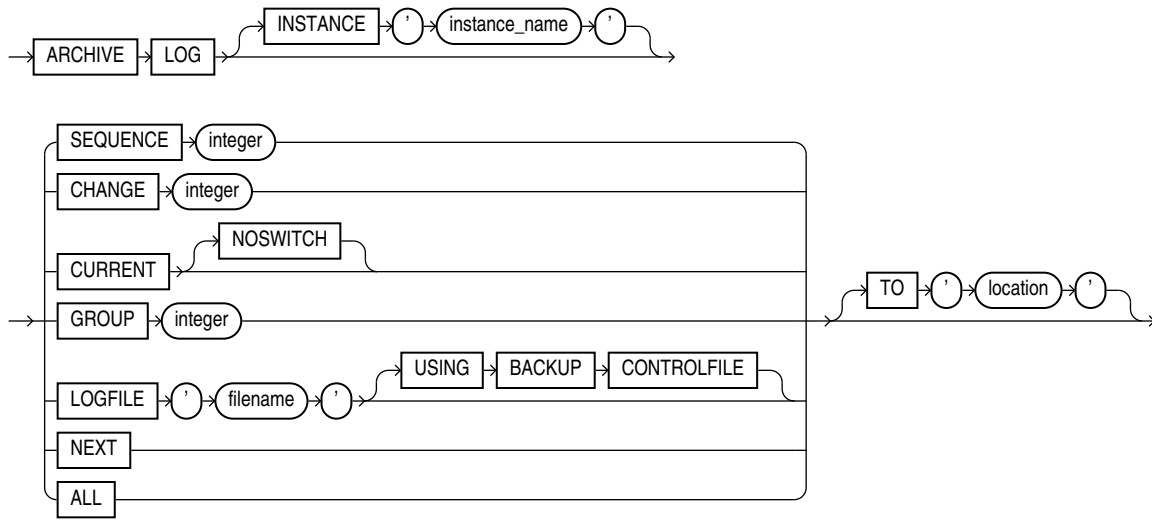 INSTANCE ' instance_name '
ARCHIVE LOG
SEQUENCE integer
CHANGE integer
NOSWITCH
CURRENT
TO ' location '
GROUP integer
USING BACKUP CONTROLFILE
LOGFILE ' filename '
NEXT
ALL